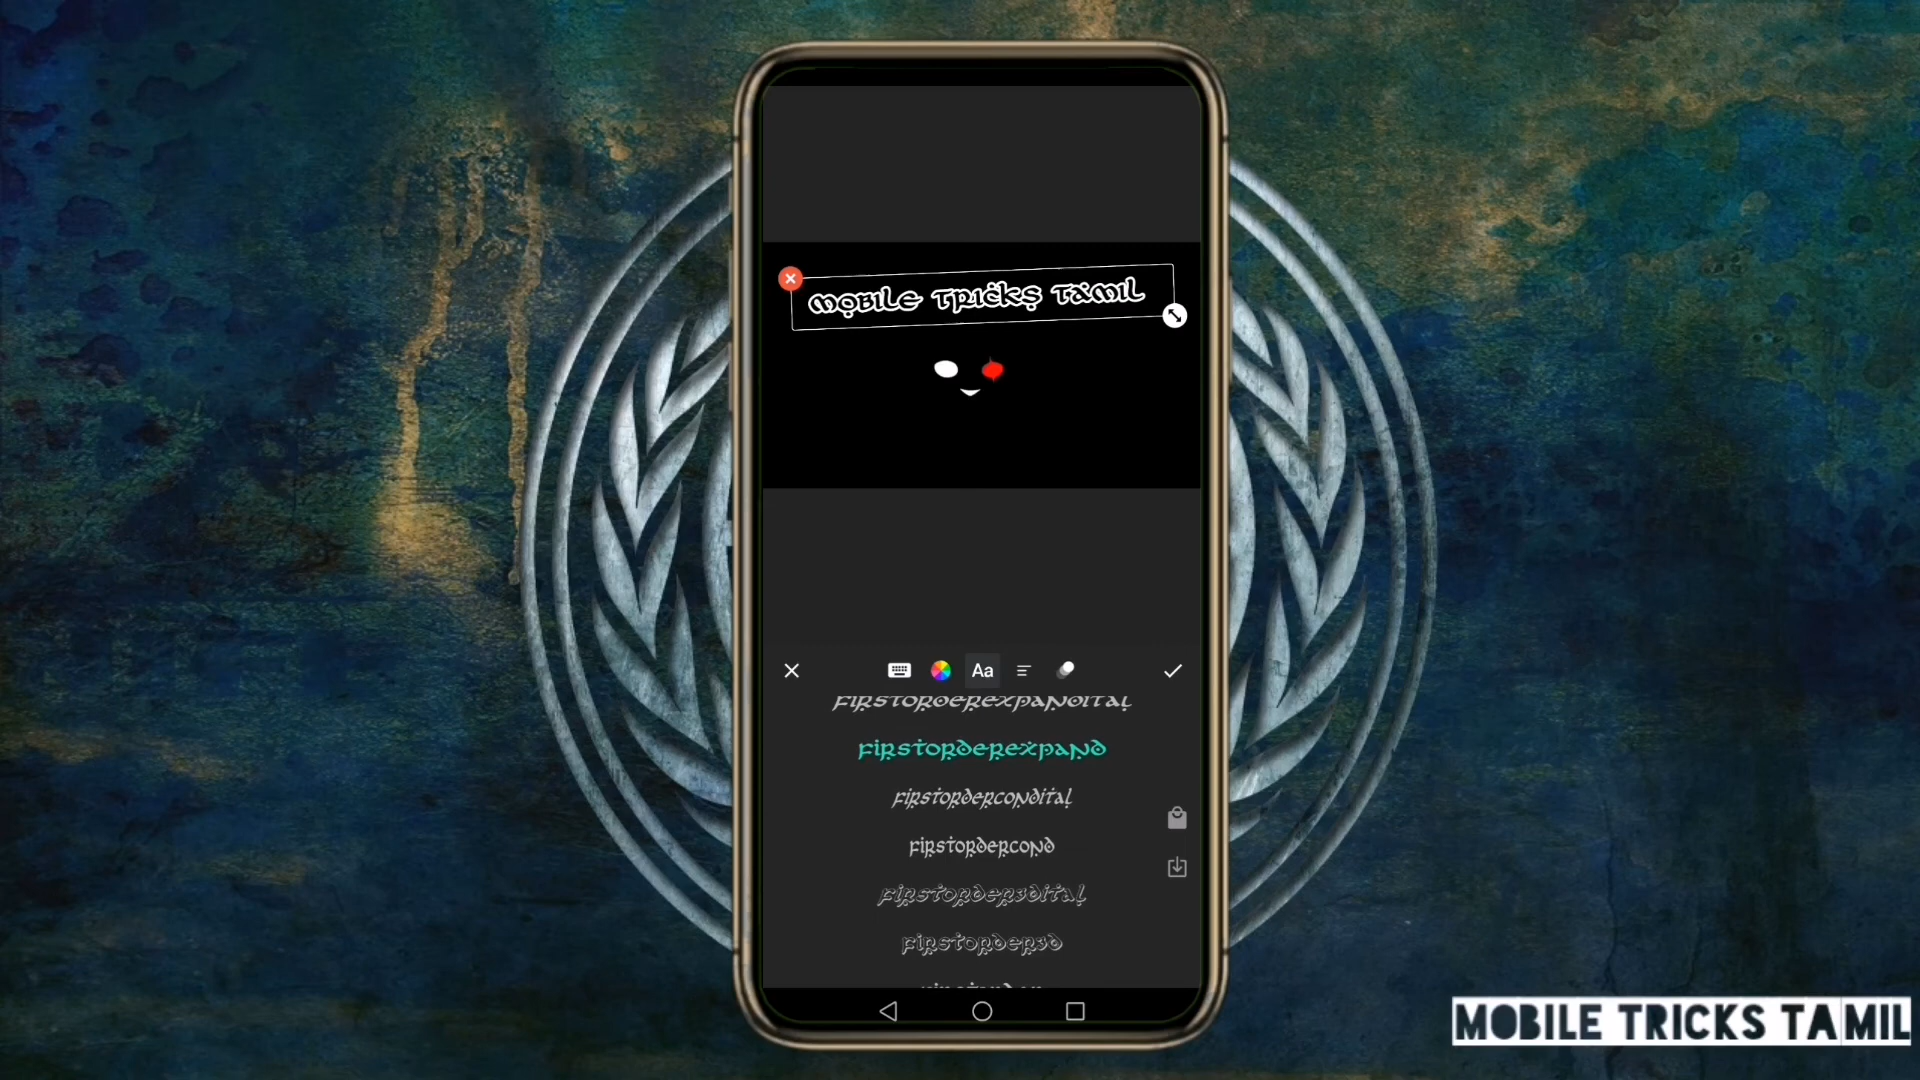 MOBILE TRICKS TAMIL
Aa
FIRSTORDEREXPANDITAL
FIRSTORDEREXPAND
FIRSTORDERCONDITAL
FIRSTORDERCOND
FIRSTORDER3DITAL
FIRSTORDER3D
MOBILE TRICKS TAMIL